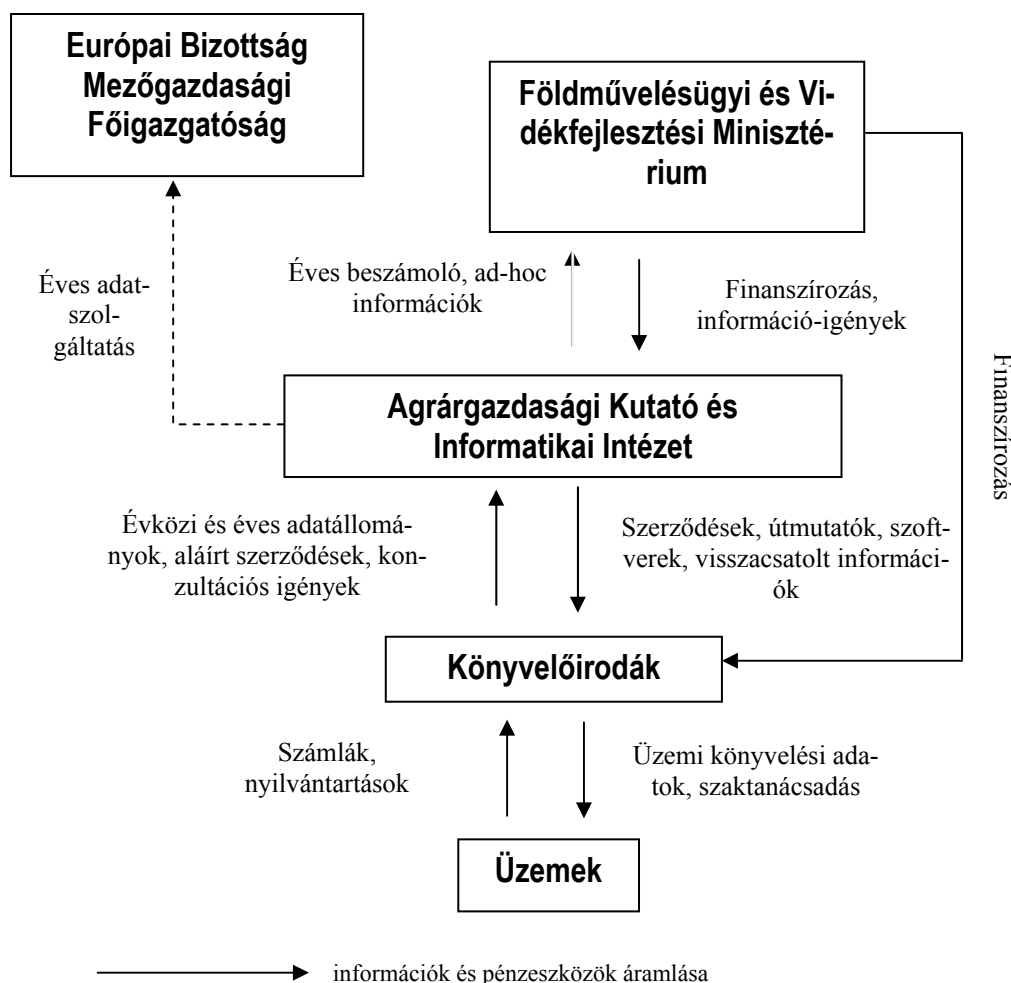 Európai Bizottság
Mezőgazdasági
Főigazgatóság
Földművelésügyi és Vi-
dékfejlesztési Miniszté-
rium
Éves adat-
szol-
gáltatás
Éves beszámoló, ad-hoc
információk
Finanszírozás,
információ-igények
Finanszírozás
Agrárgazdasági Kutató és
Informatikai Intézet
Évközi és éves adatállomá-
nyok, aláírt szerződések, kon-
zultációs igények
Szerződések, útmutatók, szoft-
verek, visszacsatolt informáci-
ók
Könyvelőirodák
Számlák,
nyilvántartások
Üzemi könyvelési ada-
tok, szaktanácsadás
Üzemek
információk és pénzeszközök áramlása